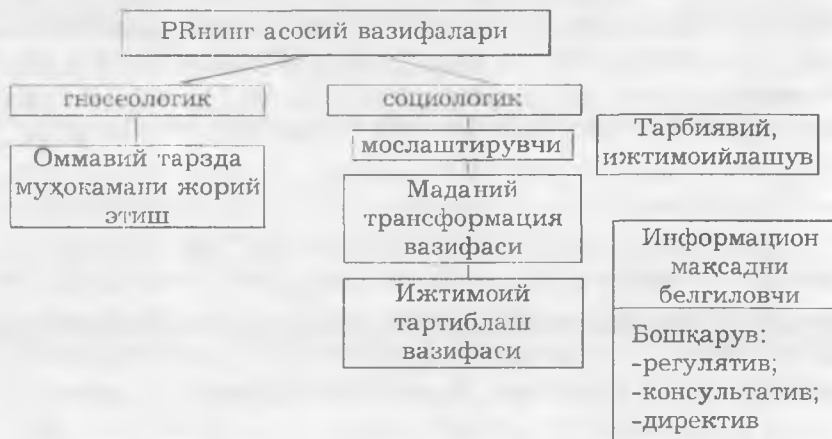 PRнинг асосий вазифалари
гносеологик
Оммавий тарзда
муҳокамани жорий
этиш
социологик
мослаштирувчи
Маданий
трансформация
вазифаси
Ижтимоий
тартиблаш
вазифаси
Тарбиявий,
ижтимоийлашув
Информацион
мақсадни
белгиловчи
Бошқарув:
-регулятив;
-консультатив;
-директив